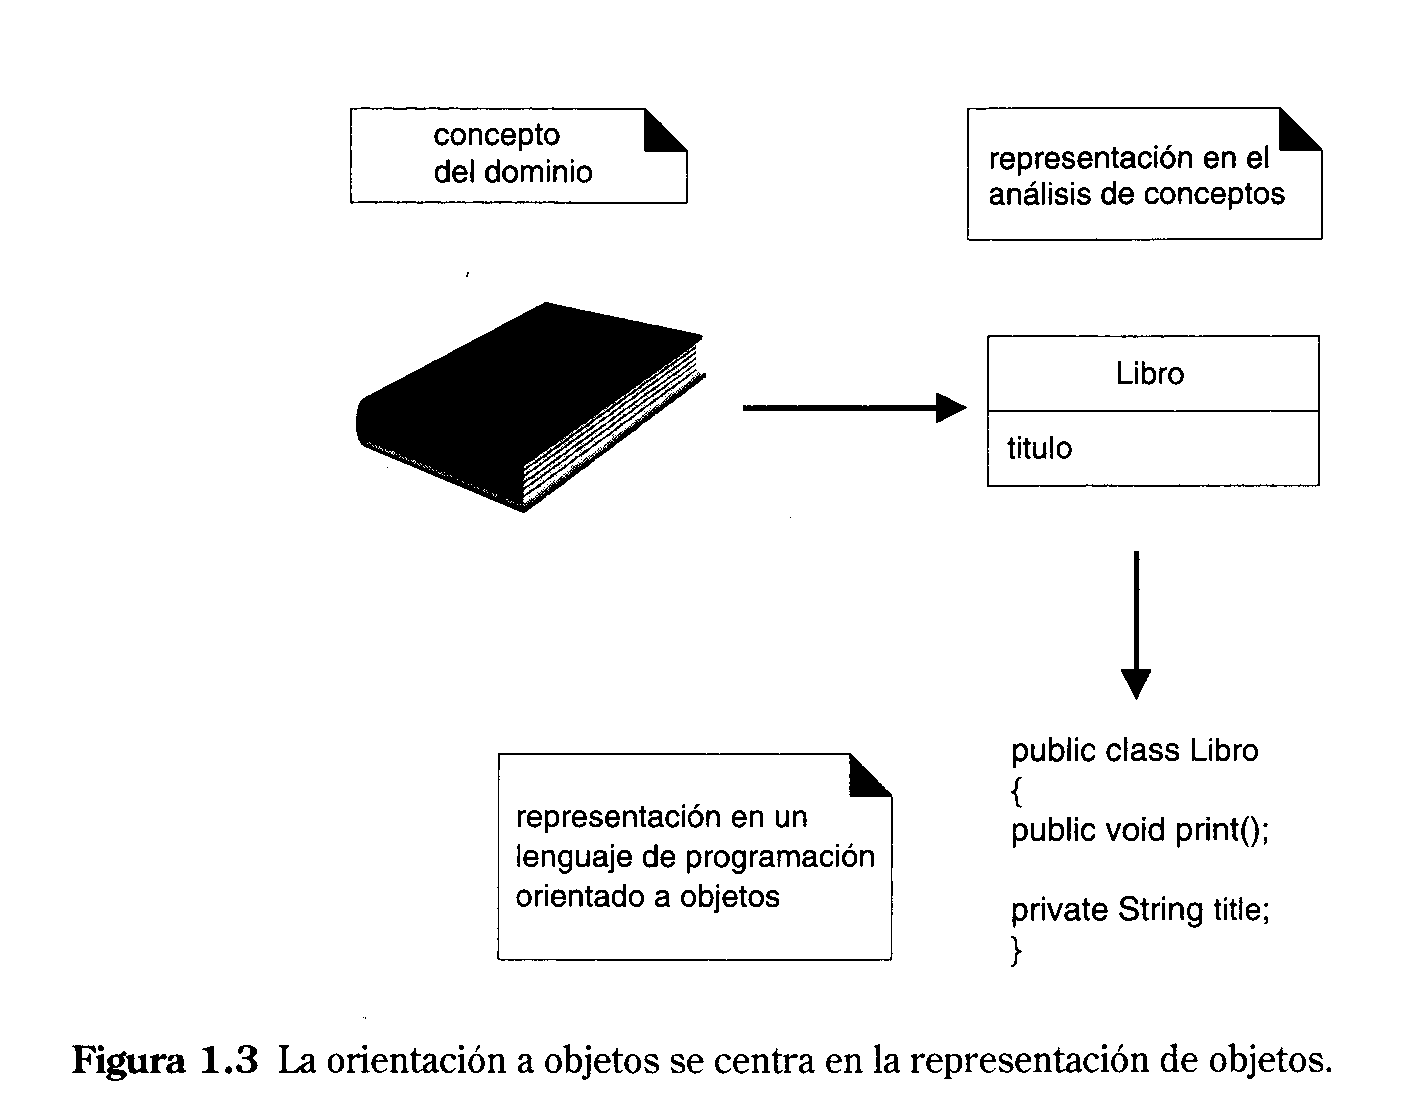 concepto
del dominio
representación en el
análisis de conceptos
Libro
titulo
representación en un
lenguaje de programación
orientado a objetos
public class Libro
{
public void print();
private String title;
}
Figura 1.3 La orientación a objetos se centra en la representación de objetos.